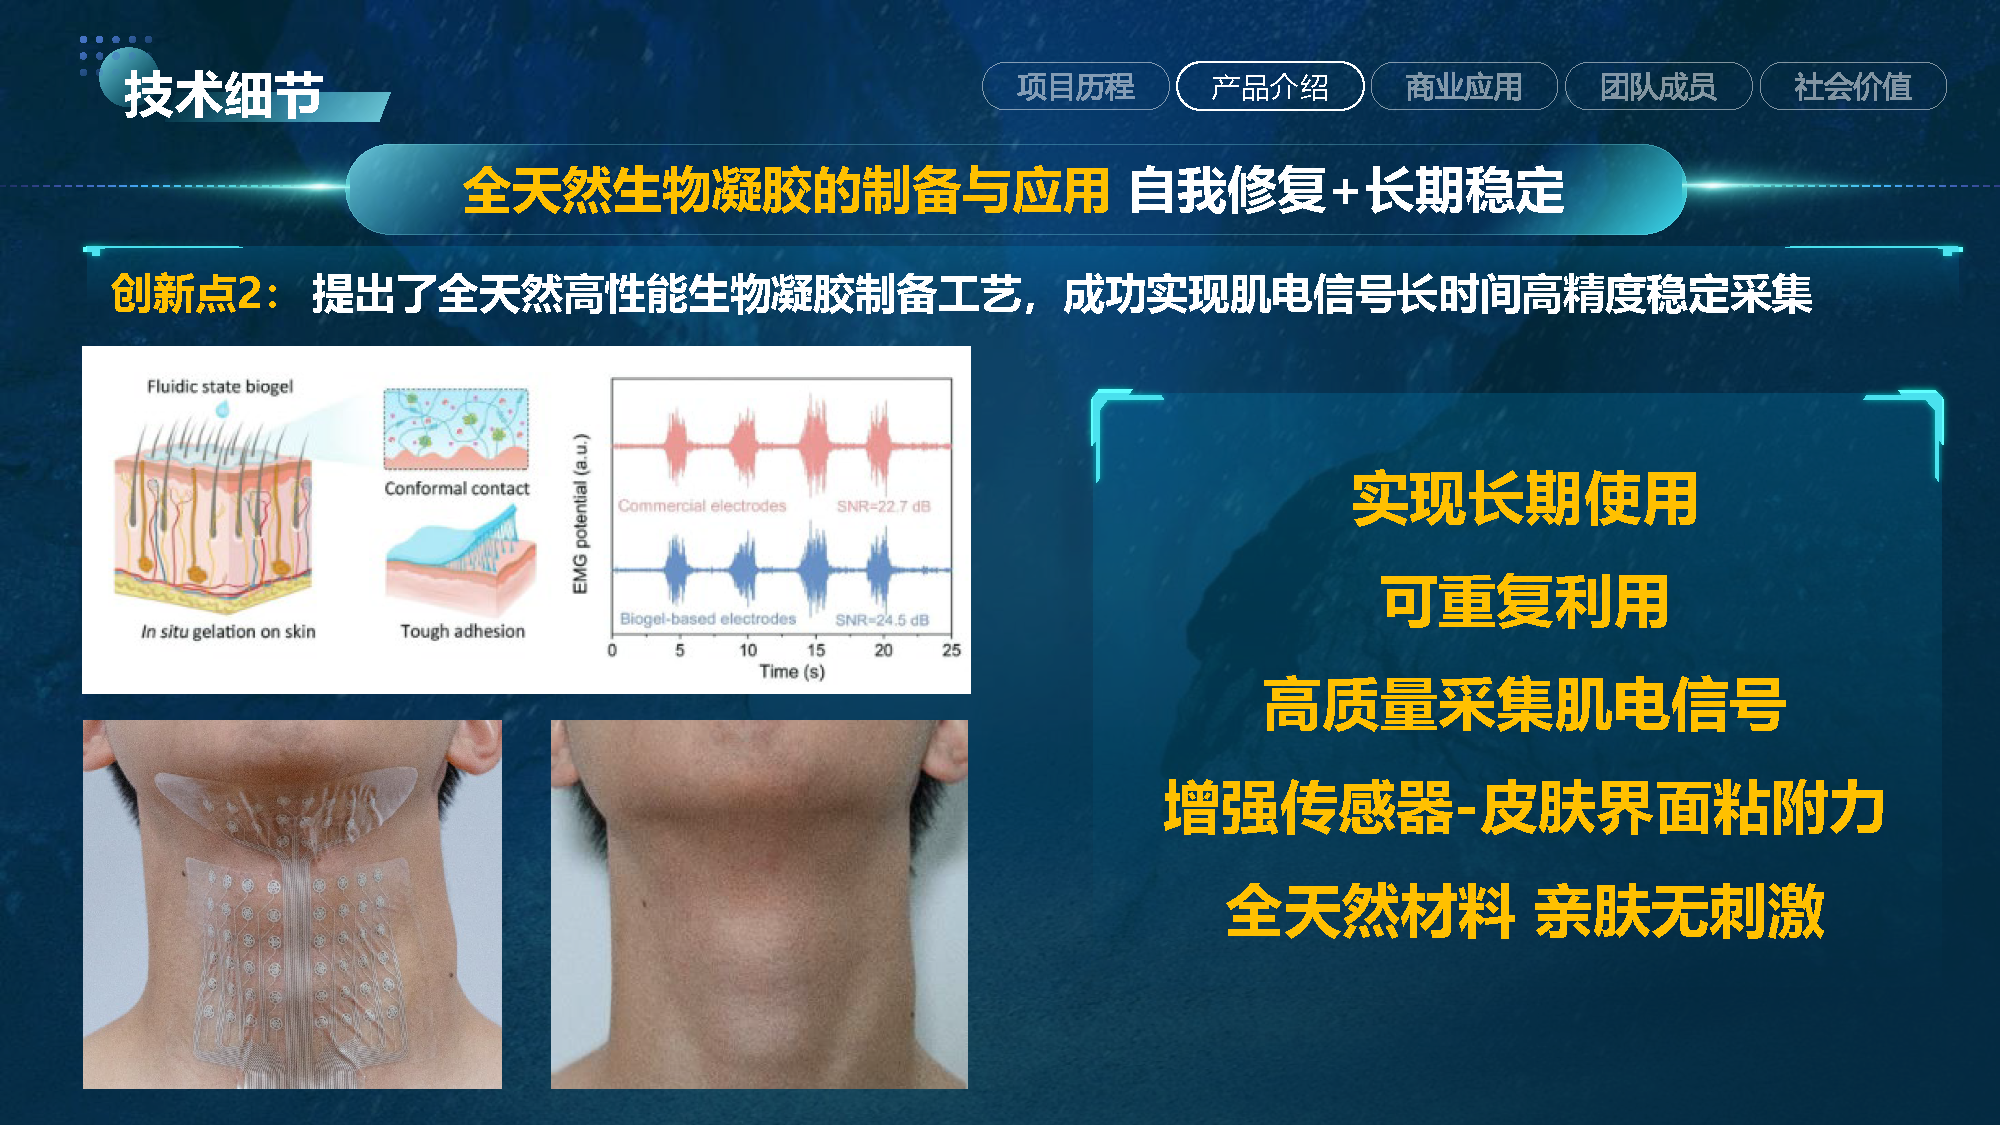 技术细节
项目历程
产品介绍
商业应用
团队成员
社会价值
全天然生物凝胶的制备与应用 自我修复+长期稳定
创新点2： 提出了全天然高性能生物凝胶制备工艺，成功实现肌电信号长时间高精度稳定采集
Fluidic state biogel
Conformal contact
In situ gelation on skin
Tough adhesion
EMG potential (a.u.)
Commercial electrodes SNR=22.7 dB
Biogel-based electrodes SNR=24.5 dB
0 5 10 15 20 25
Time (s)
实现长期使用
可重复利用
高质量采集肌电信号
增强传感器-皮肤界面粘附力
全天然材料 亲肤无刺激